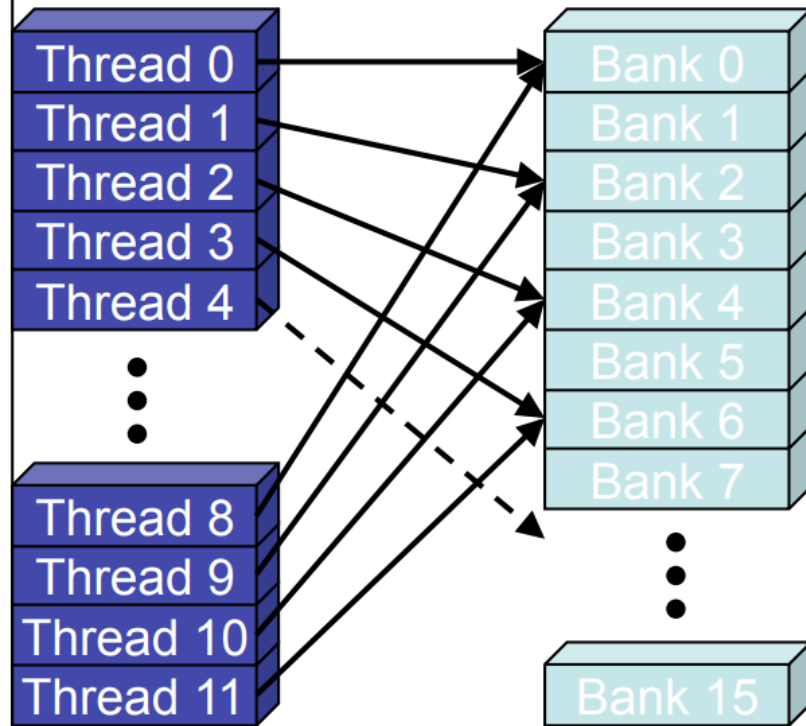 Thread 0
Thread 1
Thread 2
Thread 3
Thread 4
Thread 8
Thread 9
Thread 10
Thread 11
Bank 0
Bank 1
Bank 2
Bank 3
Bank 4
Bank 5
Bank 6
Bank 7
Bank 15